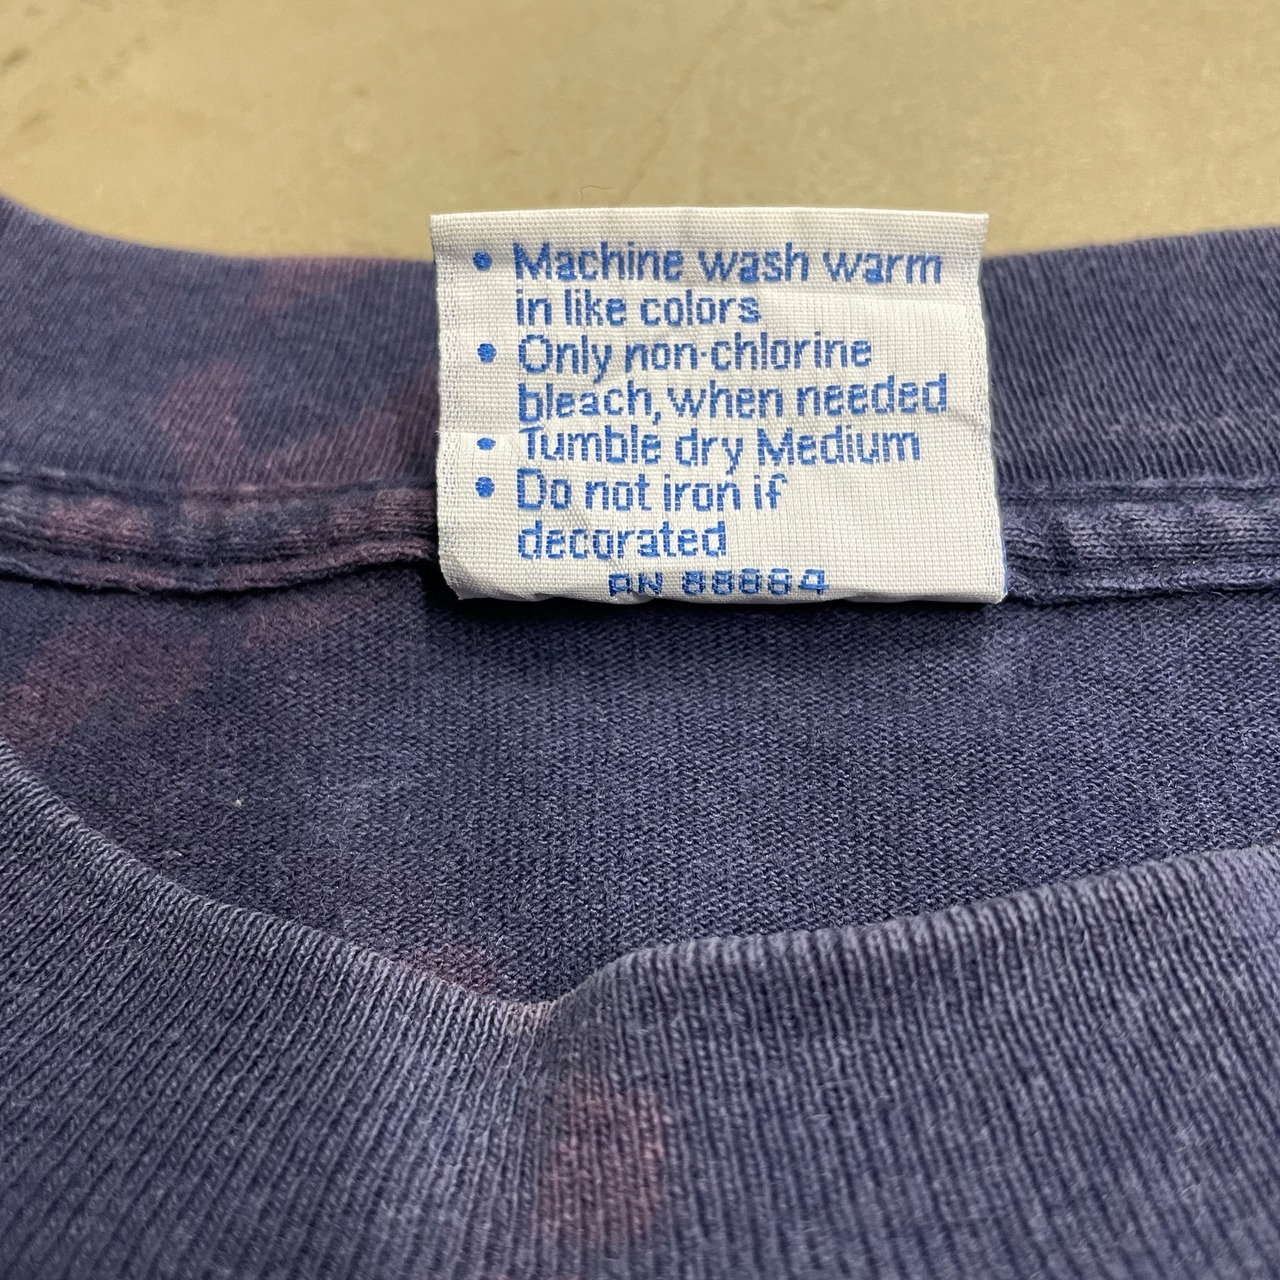 • Machine wash warm
in like colors
• Only non-chlorine
bleach, when needed
• Tumble dry Medium
• Do not iron if
decorated
RN 88884